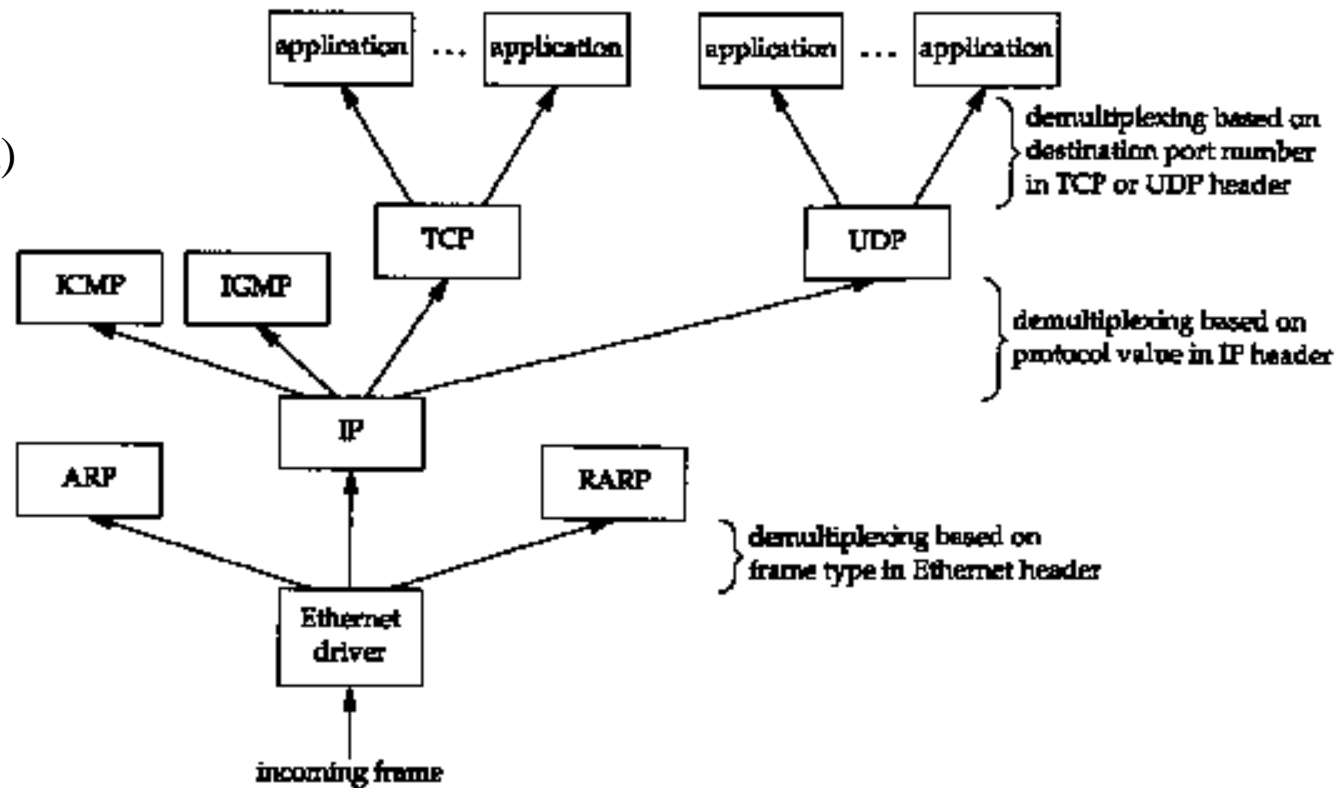 application ... application
application ... application
demultiplexing based on
destination port number
in TCP or UDP header
)
TCP
UDP
ICMP
IGMP
demultiplexing based on
protocol value in IP header
IP
ARP
RARP
demultiplexing based on
frame type in Ethernet header
Ethernet
driver
incoming frame